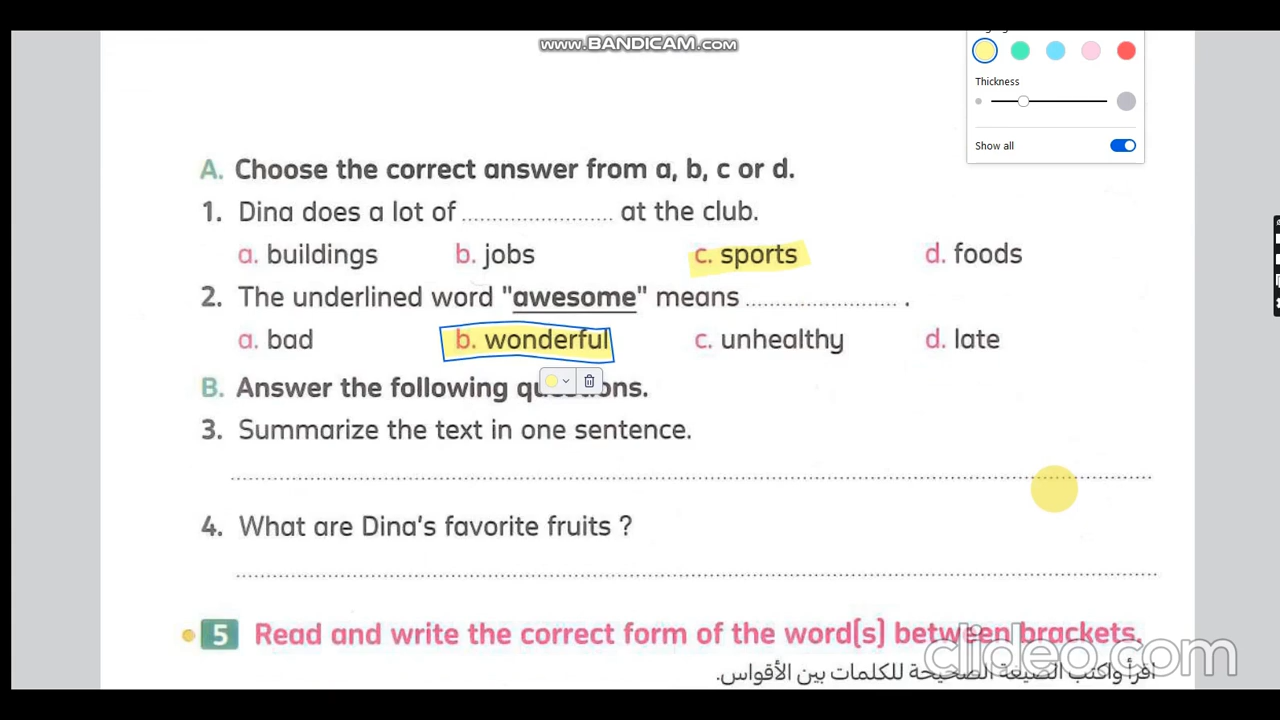 www.BANDICAM.com
Thickness
Show all
A. Choose the correct answer from a, b, c or d.
1. Dina does a lot of ........................ at the club.
a. buildings b. jobs c. sports d. foods
2. The underlined word "awesome" means ........................ .
a. bad b. wonderful c. unhealthy d. late
B. Answer the following questions.
3. Summarize the text in one sentence.
4. What are Dina's favorite fruits ?
5 Read and write the correct form of the word(s) between brackets.
clideo.com
اقرأ واكتب الصيغة الصحيحة للكلمات بين الأقواس.